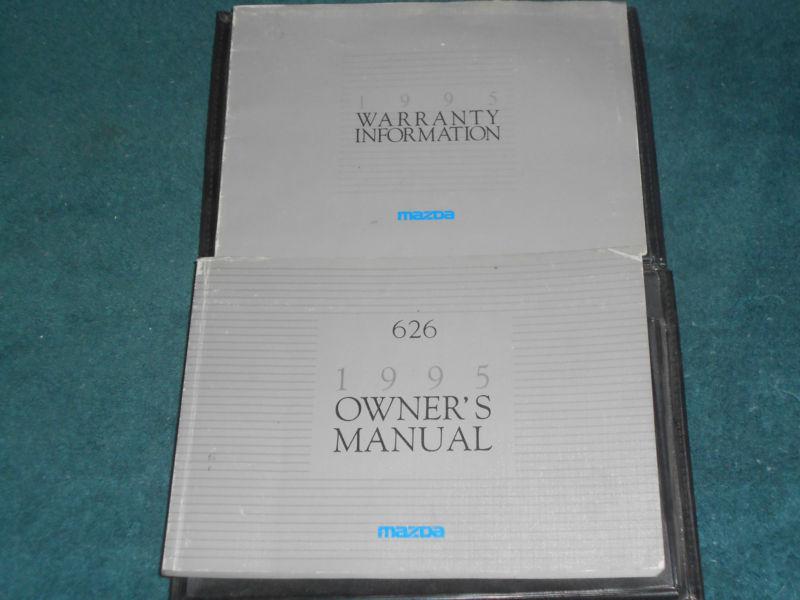 1995
WARRANTY
INFORMATION
mazda
626
1995
OWNER'S
MANUAL
mazda